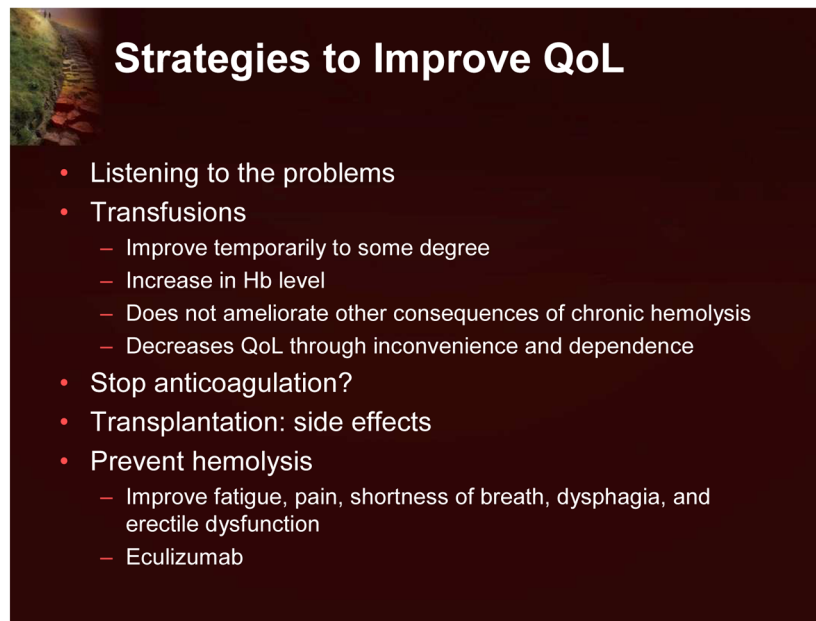 Strategies to Improve QoL
• Listening to the problems
• Transfusions
– Improve temporarily to some degree
– Increase in Hb level
– Does not ameliorate other consequences of chronic hemolysis
– Decreases QoL through inconvenience and dependence
• Stop anticoagulation?
• Transplantation: side effects
• Prevent hemolysis
– Improve fatigue, pain, shortness of breath, dysphagia, and
erectile dysfunction
– Eculizumab